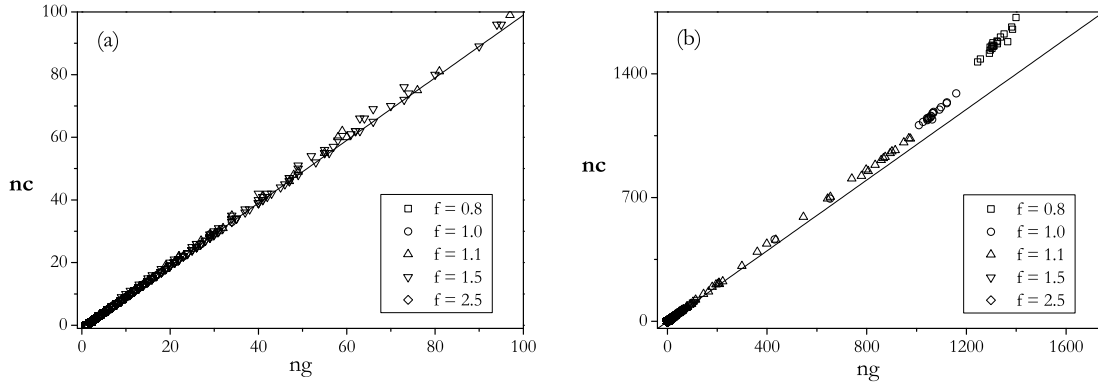 (a)
100
80
60
40
20
0
nc
0 20 40 60 80 100
ng
f = 0.8
f = 1.0
f = 1.1
f = 1.5
f = 2.5
(b)
1400
700
0
nc
0 400 800 1200 1600
ng
f = 0.8
f = 1.0
f = 1.1
f = 1.5
f = 2.5